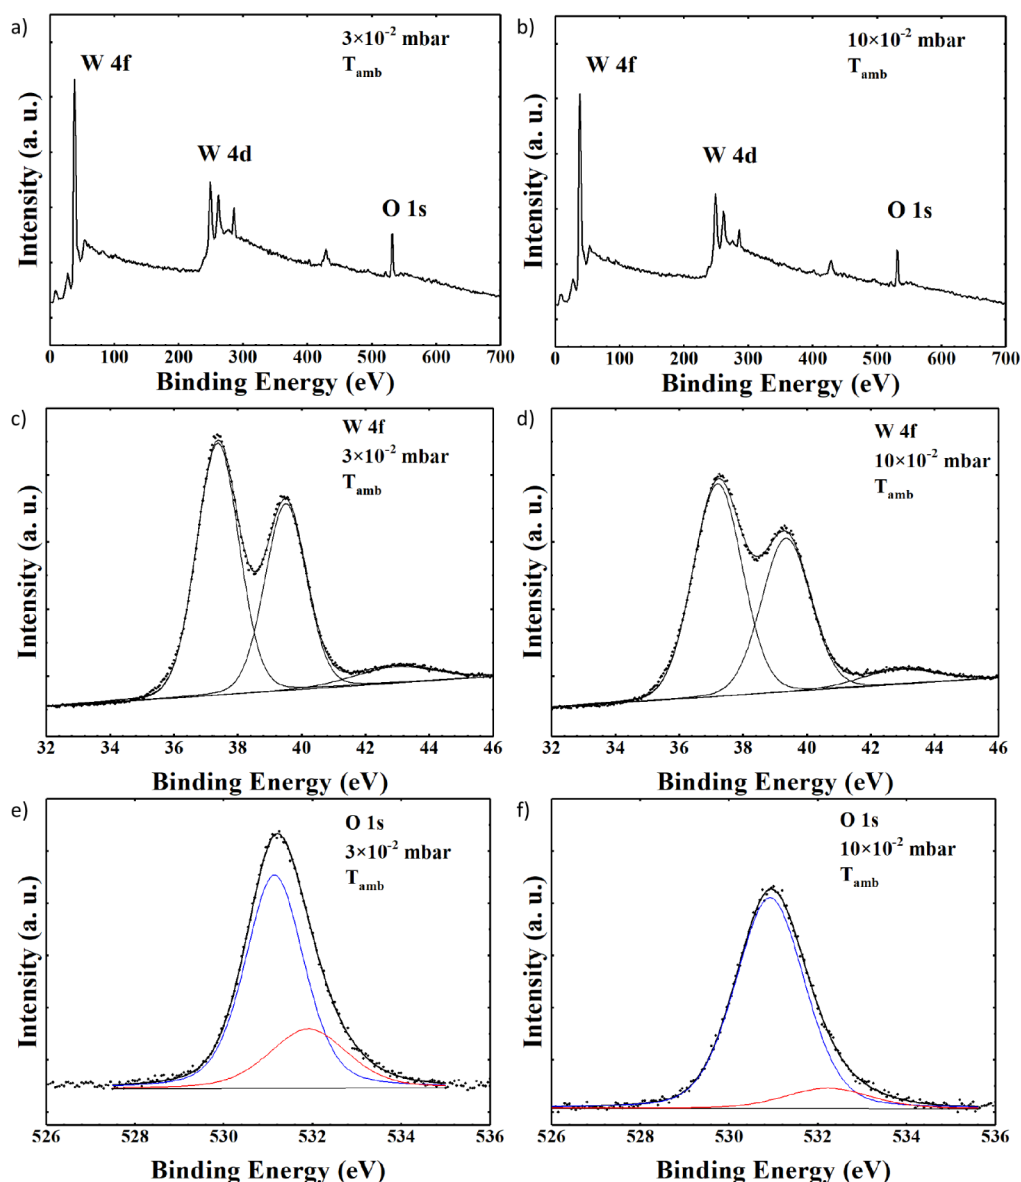 a)
3×10⁻² mbar
T_amb
W 4f
W 4d
O 1s
Intensity (a. u.)
0 100 200 300 400 500 600 700
Binding Energy (eV)
b)
10×10⁻² mbar
T_amb
W 4f
W 4d
O 1s
Intensity (a. u.)
0 100 200 300 400 500 600 700
Binding Energy (eV)
c)
W 4f
3×10⁻² mbar
T_amb
Intensity (a. u.)
32 34 36 38 40 42 44 46
Binding Energy (eV)
d)
W 4f
10×10⁻² mbar
T_amb
Intensity (a. u.)
32 34 36 38 40 42 44 46
Binding Energy (eV)
e)
O 1s
3×10⁻² mbar
T_amb
Intensity (a. u.)
526 528 530 532 534 536
Binding Energy (eV)
f)
O 1s
10×10⁻² mbar
T_amb
Intensity (a. u.)
526 528 530 532 534 536
Binding Energy (eV)